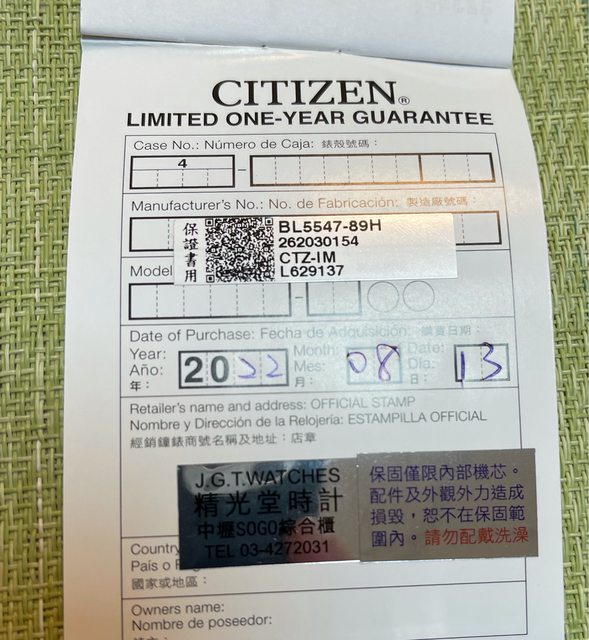 CITIZEN®
LIMITED ONE-YEAR GUARANTEE
Case No.: Número de Caja: 錶殼號碼：
4
Manufacturer's No.: No. de Fabricación: 製造廠號碼：
保證書用
BL5547-89H
262030154
CTZ-IM
L629137
Model
Date of Purchase: Fecha de Adquisición: 購買日期：
Year: Año: 年： 2022 Month: Mes: 月： 08 Date: Día: 日： 13
Retailer's name and address: OFFICIAL STAMP
Nombre y Dirección de la Relojería: ESTAMPILLA OFFICIAL
經銷鐘錶商號名稱及地址：店章
J.G.T.WATCHES
精光堂時計
中壢SOGO綜合櫃
TEL 03-4272031
保固僅限內部機芯。
配件及外觀外力造成
損毀，恕不在保固範
圍內。請勿配戴洗澡
Country
País o
國家或地區：
Owners name:
Nombre de poseedor: